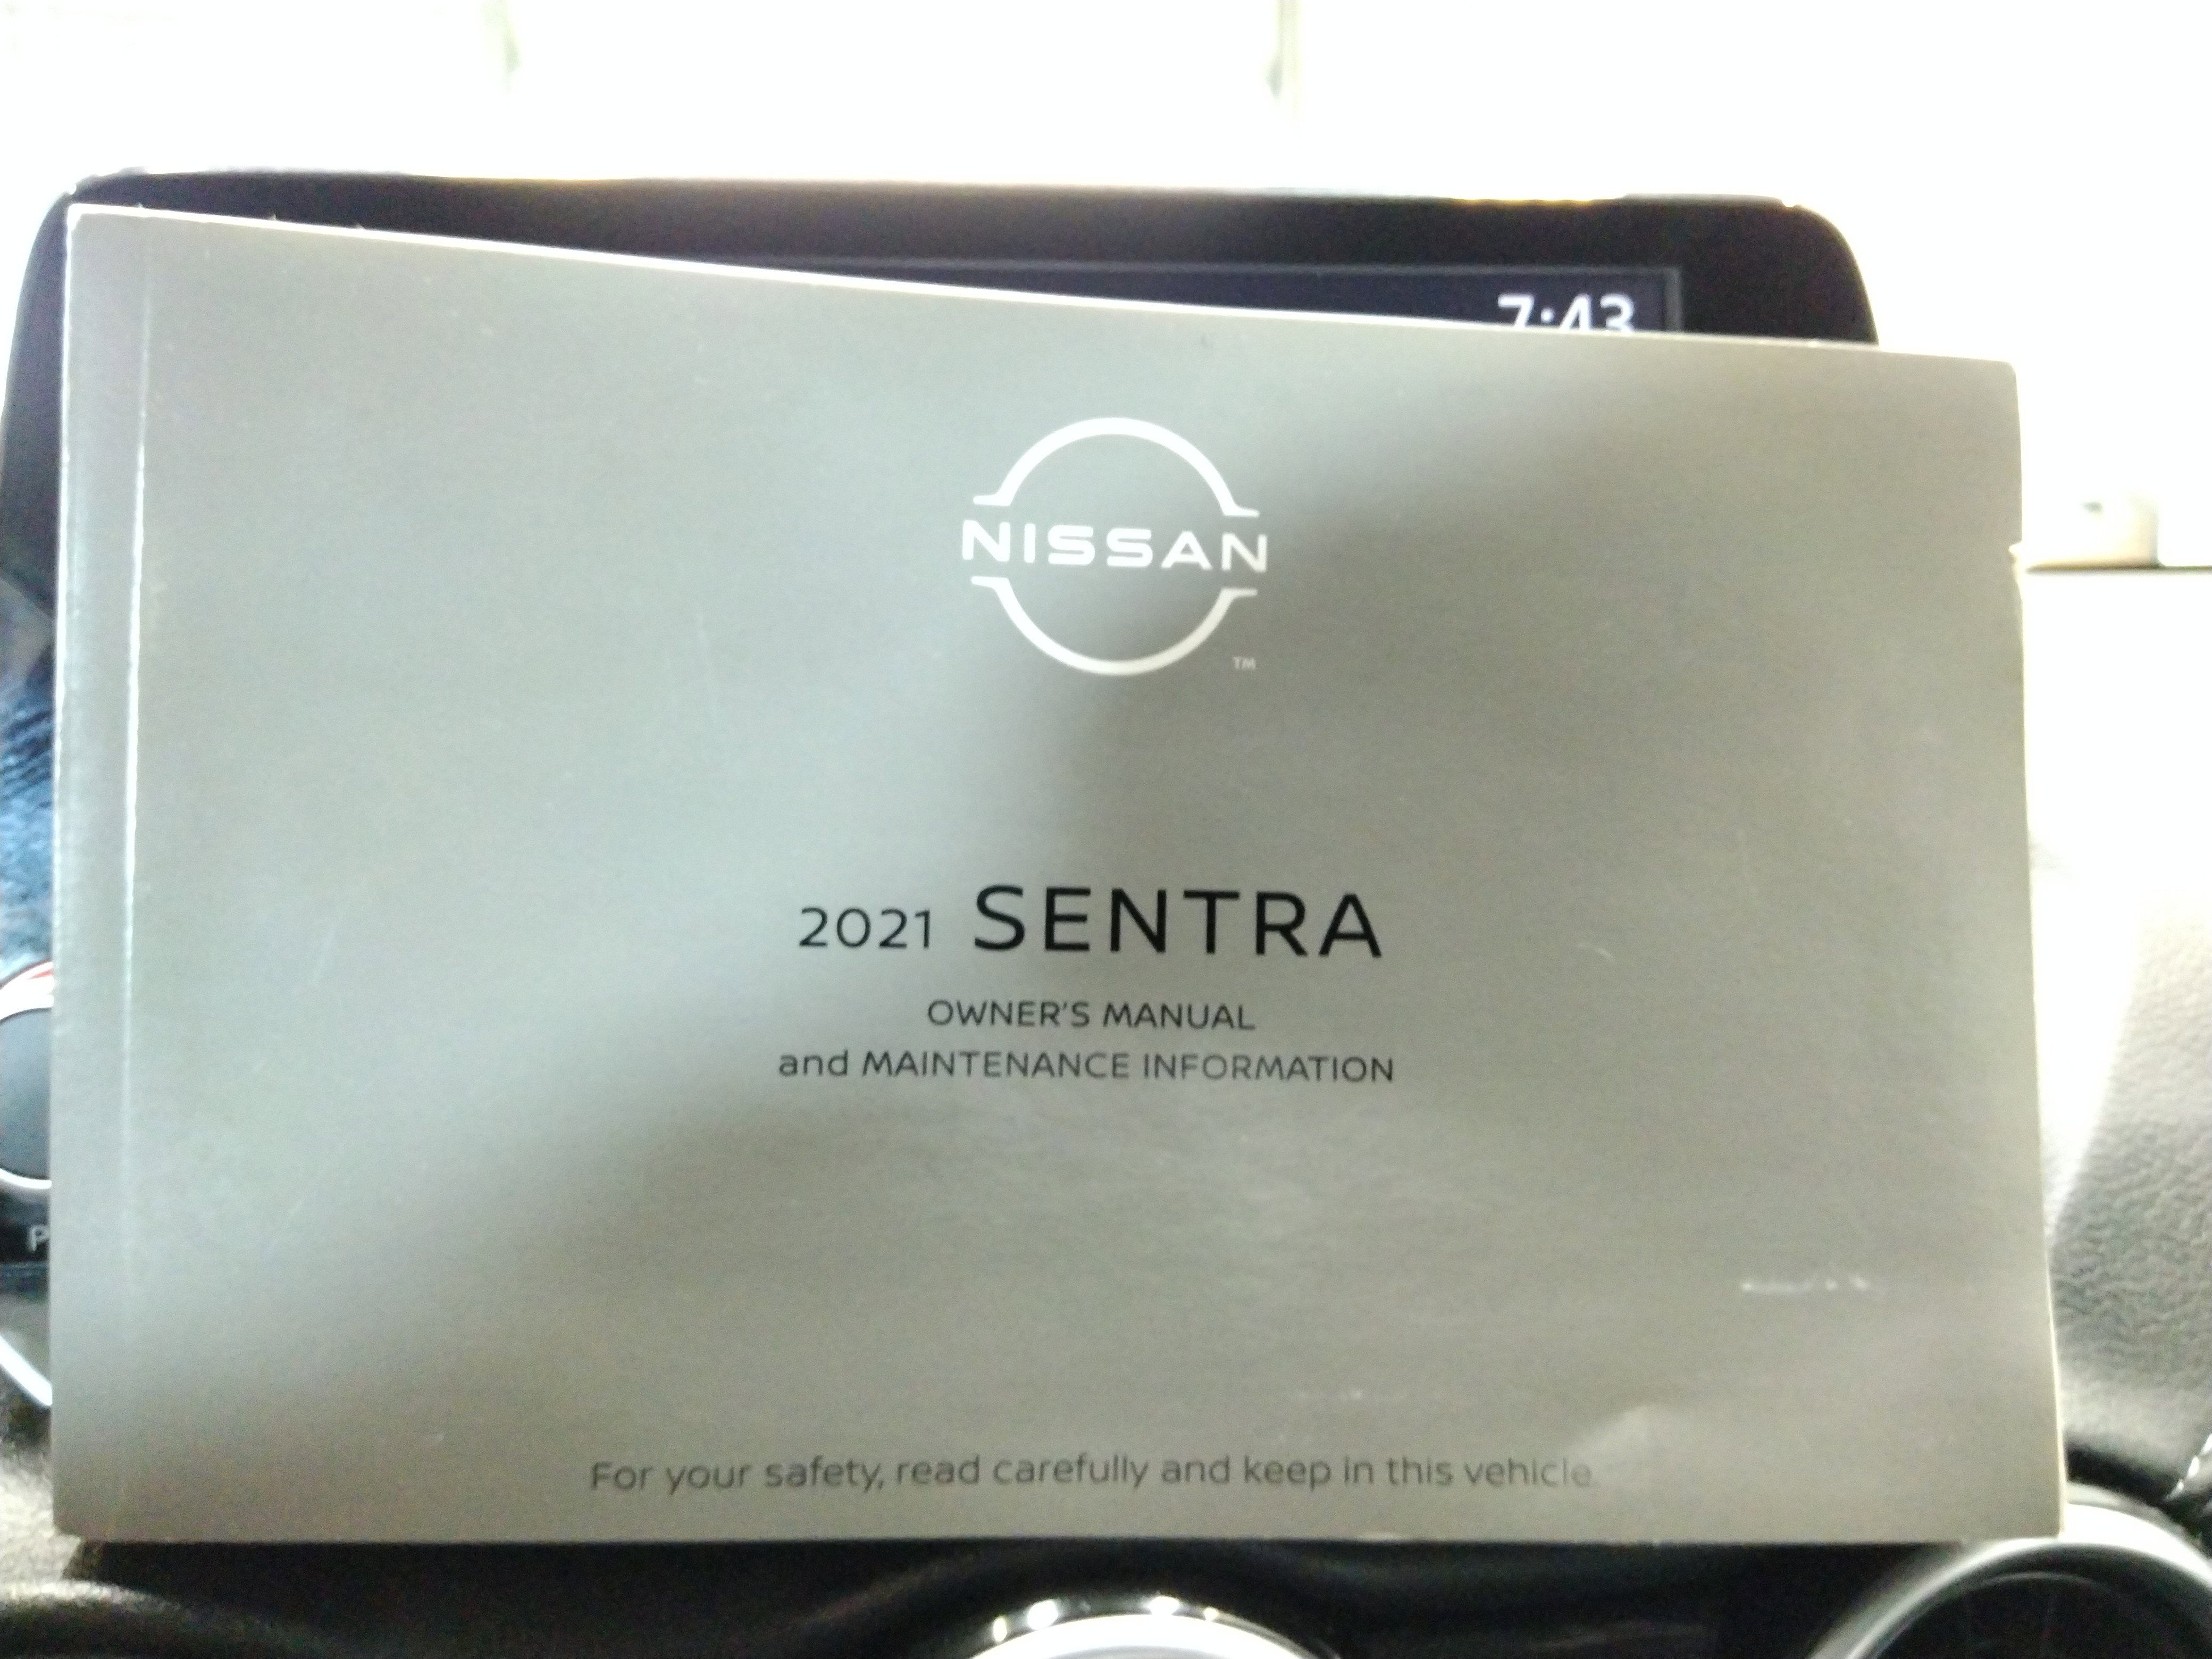 7:43
NISSAN
TM
2021 SENTRA
OWNER'S MANUAL
and MAINTENANCE INFORMATION
P
For your safety, read carefully and keep in this vehicle.